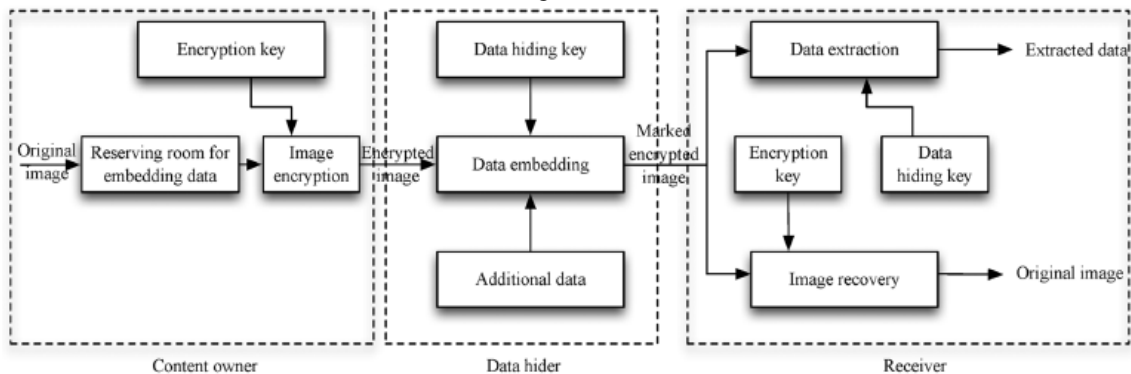 Encryption key
Original
image
Reserving room for
embedding data
Image
encryption
Encrypted
image
Data hiding key
Data embedding
Additional data
Marked
encrypted
image
Data extraction
Extracted data
Encryption
key
Data
hiding key
Image recovery
Original image
Content owner
Data hider
Receiver